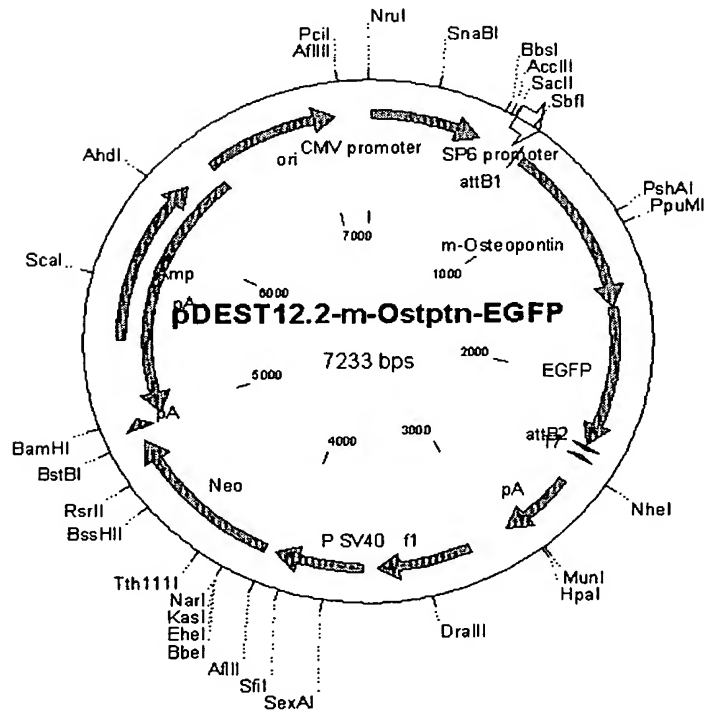 NruI
PciI
AflIII
SnaBI
BbsI
AccIII
SacII
SbfI
ori
CMV promoter
SP6 promoter
attB1
AhdI
PshAI
PpuMI
7000
I
m-Osteopontin
1000
ScaI
Amp
pA
6000
pDEST12.2-m-Ostptn-EGFP
7233 bps
2000
EGFP
5000
pA
4000
3000
attB2
T7
BamHI
BstBI
Neo
pA
NheI
RsrII
BssHII
P SV40
f1
MunI
HpaI
Tth111I
NarI
KasI
EheI
BbeI
DraIII
AflII
SfiI
SexAI